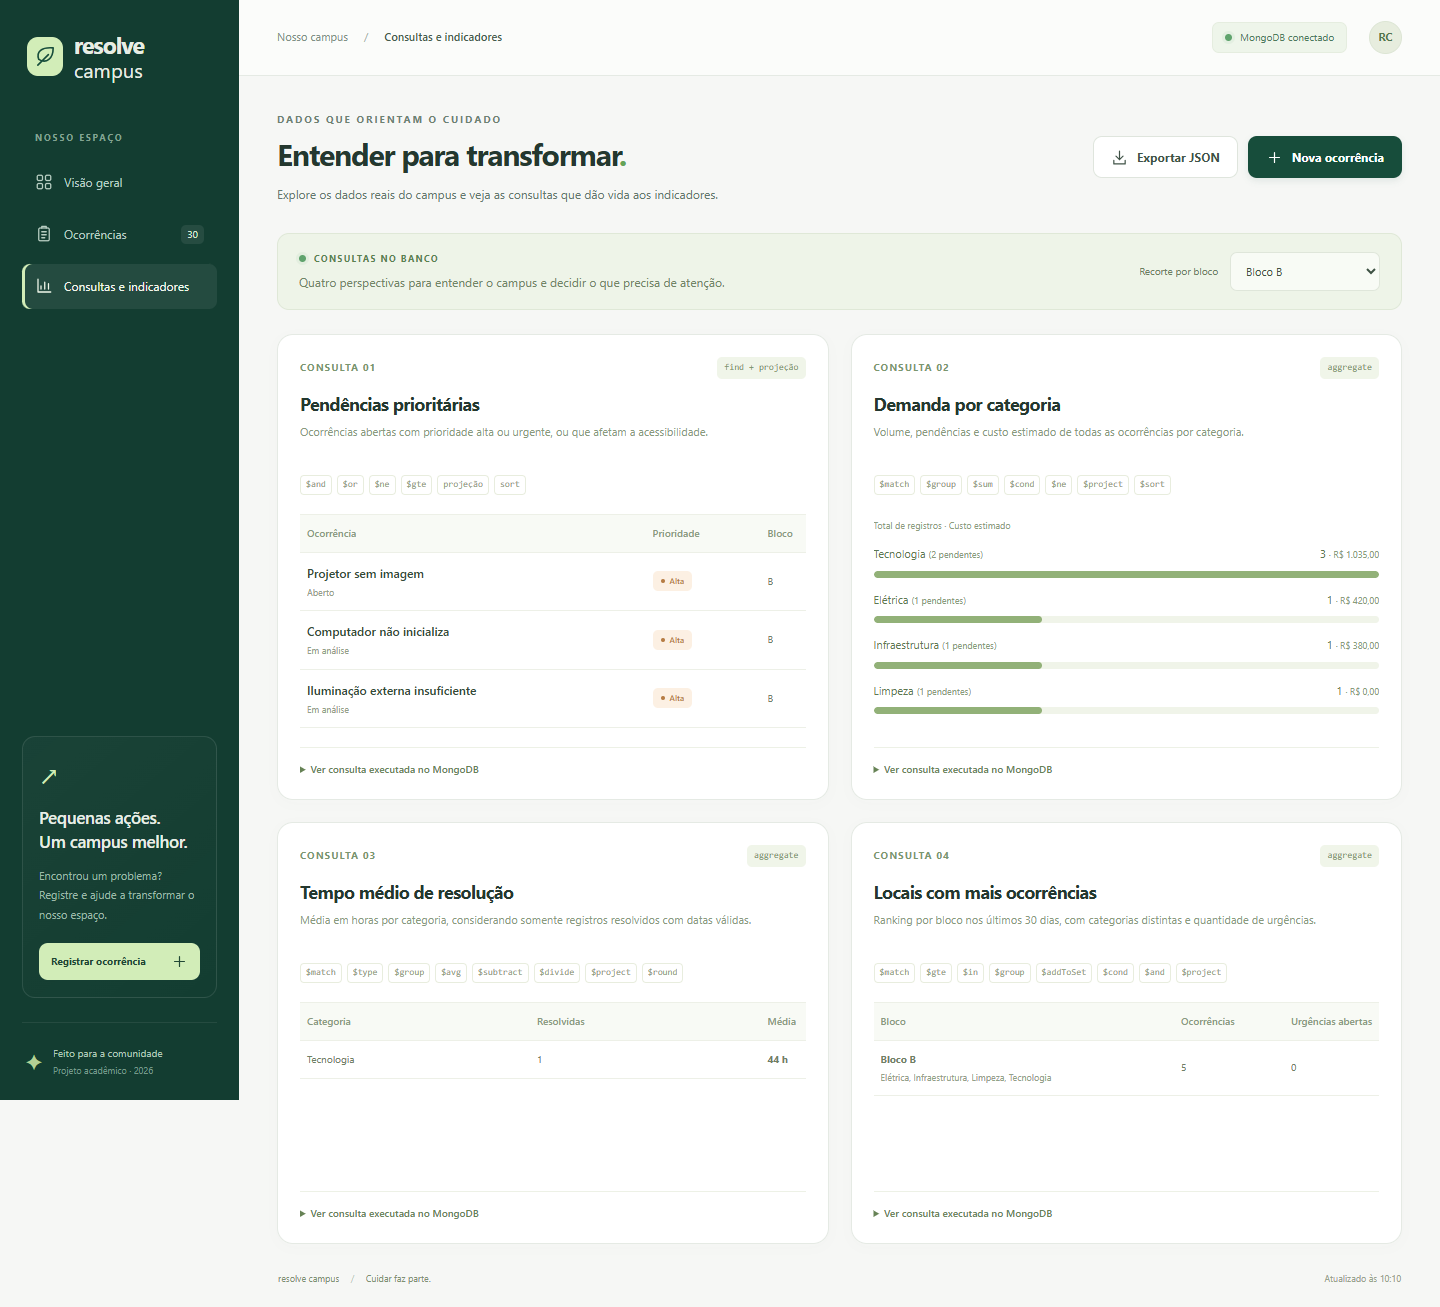 resolve
campus
NOSSO ESPAÇO
Visão geral
Ocorrências 30
Consultas e indicadores
Pequenas ações.
Um campus melhor.
Encontrou um problema?
Registre e ajude a transformar o
nosso espaço.
Registrar ocorrência
Feito para a comunidade
Projeto acadêmico · 2026
Nosso campus / Consultas e indicadores
MongoDB conectado
RC
DADOS QUE ORIENTAM O CUIDADO
Entender para transformar.
Explore os dados reais do campus e veja as consultas que dão vida aos indicadores.
Exportar JSON
Nova ocorrência
CONSULTAS NO BANCO
Quatro perspectivas para entender o campus e decidir o que precisa de atenção.
Recorte por bloco
Bloco B
CONSULTA 01
find + projeção
Pendências prioritárias
Ocorrências abertas com prioridade alta ou urgente, ou que afetam a acessibilidade.
$and $or $ne $gte projeção sort
Ocorrência Prioridade Bloco
Projetor sem imagem
Aberto
Alta
B
Computador não inicializa
Em análise
Alta
B
Iluminação externa insuficiente
Em análise
Alta
B
Ver consulta executada no MongoDB
CONSULTA 02
aggregate
Demanda por categoria
Volume, pendências e custo estimado de todas as ocorrências por categoria.
$match $group $sum $cond $ne $project $sort
Total de registros · Custo estimado
Tecnologia (2 pendentes) 3 · R$ 1.035,00
Elétrica (1 pendentes) 1 · R$ 420,00
Infraestrutura (1 pendentes) 1 · R$ 380,00
Limpeza (1 pendentes) 1 · R$ 0,00
Ver consulta executada no MongoDB
CONSULTA 03
aggregate
Tempo médio de resolução
Média em horas por categoria, considerando somente registros resolvidos com datas válidas.
$match $type $group $avg $subtract $divide $project $round
Categoria Resolvidas Média
Tecnologia 1 44 h
Ver consulta executada no MongoDB
CONSULTA 04
aggregate
Locais com mais ocorrências
Ranking por bloco nos últimos 30 dias, com categorias distintas e quantidade de urgências.
$match $gte $in $group $addToSet $cond $and $project
Bloco Ocorrências Urgências abertas
Bloco B
Elétrica, Infraestrutura, Limpeza, Tecnologia
5 0
Ver consulta executada no MongoDB
resolve campus / Cuidar faz parte.
Atualizado às 10:10